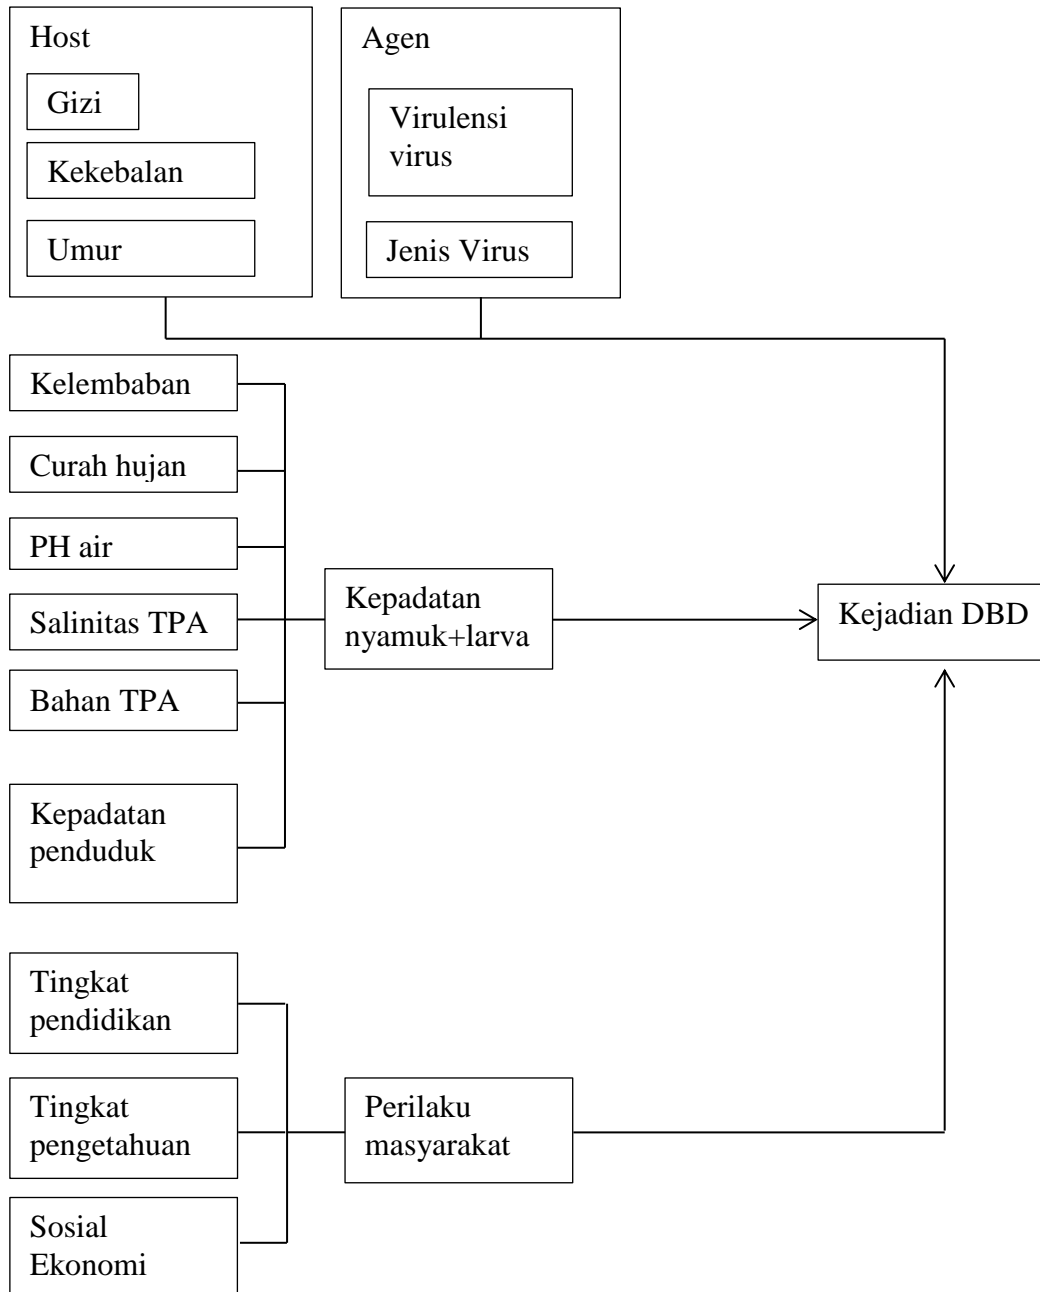 Host
Gizi
Kekebalan
Umur
Agen
Virulensi
virus
Jenis Virus
Kelembaban
Curah hujan
PH air
Salinitas TPA
Bahan TPA
Kepadatan
penduduk
Kepadatan
nyamuk+larva
Kejadian DBD
Tingkat
pendidikan
Tingkat
pengetahuan
Sosial
Ekonomi
Perilaku
masyarakat